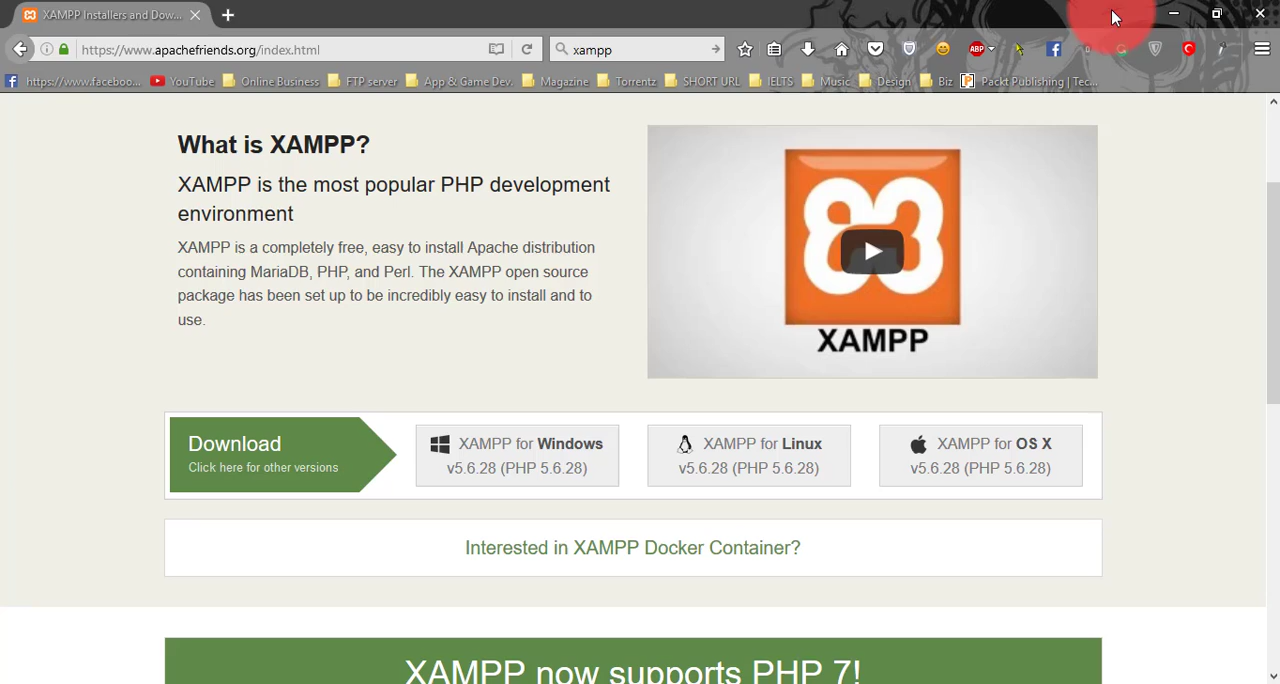 XAMPP Installers and Dow...
https://www.apachefriends.org/index.html
xampp
ABP
https://www.faceboo...
YouTube
Online Business
FTP server
App & Game Dev.
Magazine
Torrentz
SHORT URL
IELTS
Music
Design
Biz
Packt Publishing | Tec...
What is XAMPP?
XAMPP is the most popular PHP development
environment
XAMPP is a completely free, easy to install Apache distribution
containing MariaDB, PHP, and Perl. The XAMPP open source
package has been set up to be incredibly easy to install and to
use.
XAMPP
Download
Click here for other versions
XAMPP for Windows
v5.6.28 (PHP 5.6.28)
XAMPP for Linux
v5.6.28 (PHP 5.6.28)
XAMPP for OS X
v5.6.28 (PHP 5.6.28)
Interested in XAMPP Docker Container?
XAMPP now supports PHP 7!